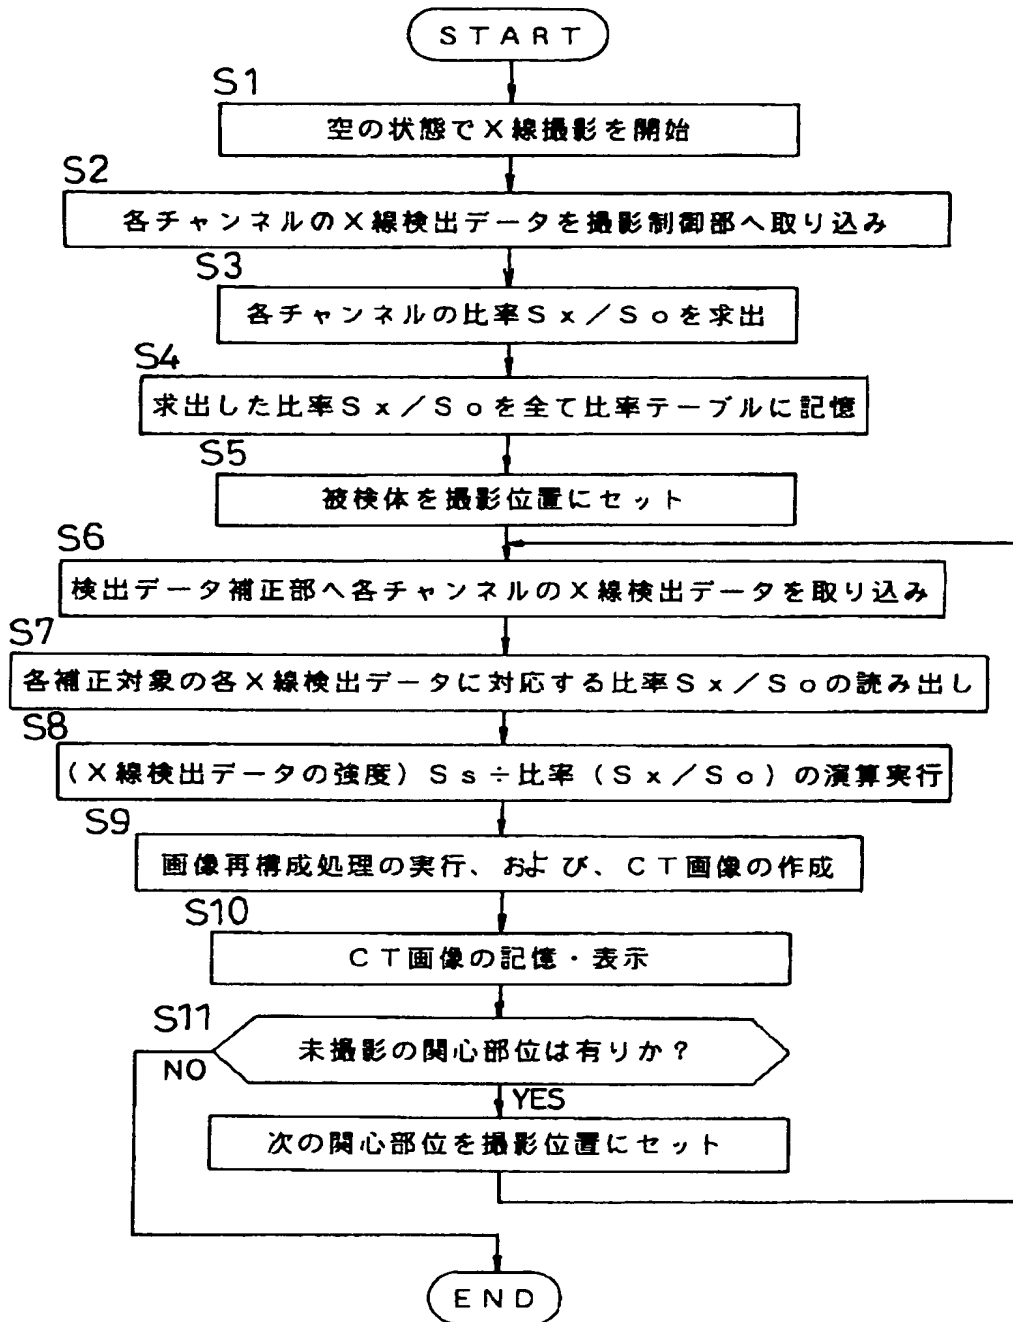 START
S1
空の状態でX線撮影を開始
S2
各チャンネルのX線検出データを撮影制御部へ取り込み
S3
各チャンネルの比率Sx/Soを求出
S4
求出した比率Sx/Soを全て比率テーブルに記憶
S5
被検体を撮影位置にセット
S6
検出データ補正部へ各チャンネルのX線検出データを取り込み
S7
各補正対象の各X線検出データに対応する比率Sx/Soの読み出し
S8
(X線検出データの強度)Ss÷比率(Sx/So)の演算実行
S9
画像再構成処理の実行、および、CT画像の作成
S10
CT画像の記憶・表示
S11
未撮影の関心部位は有りか?
NO
YES
次の関心部位を撮影位置にセット
END